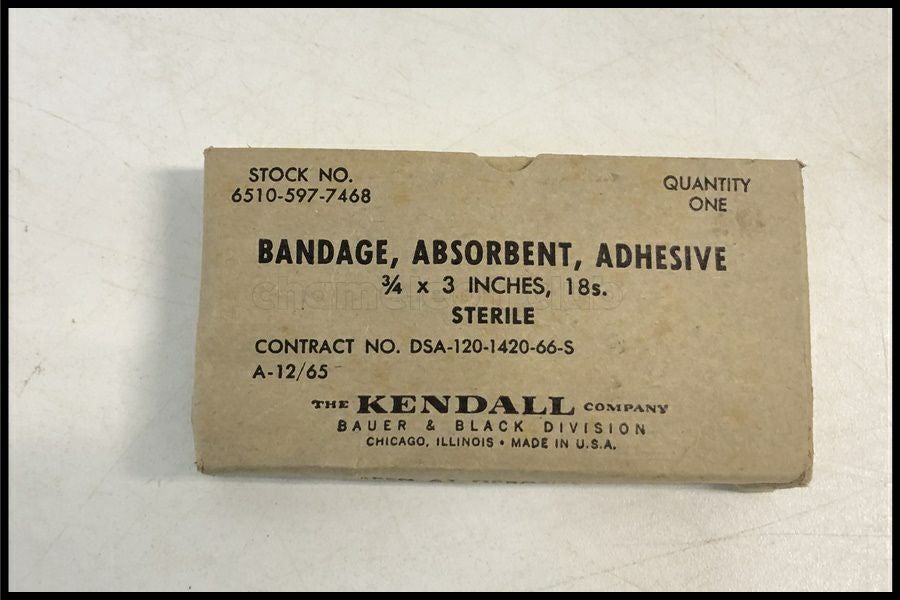 STOCK NO.
6510-597-7468
QUANTITY
ONE
BANDAGE, ABSORBENT, ADHESIVE
¾ x 3 INCHES, 18s.
STERILE
CONTRACT NO. DSA-120-1420-66-S
A-12/65
THE KENDALL COMPANY
BAUER & BLACK DIVISION
CHICAGO, ILLINOIS • MADE IN U.S.A.